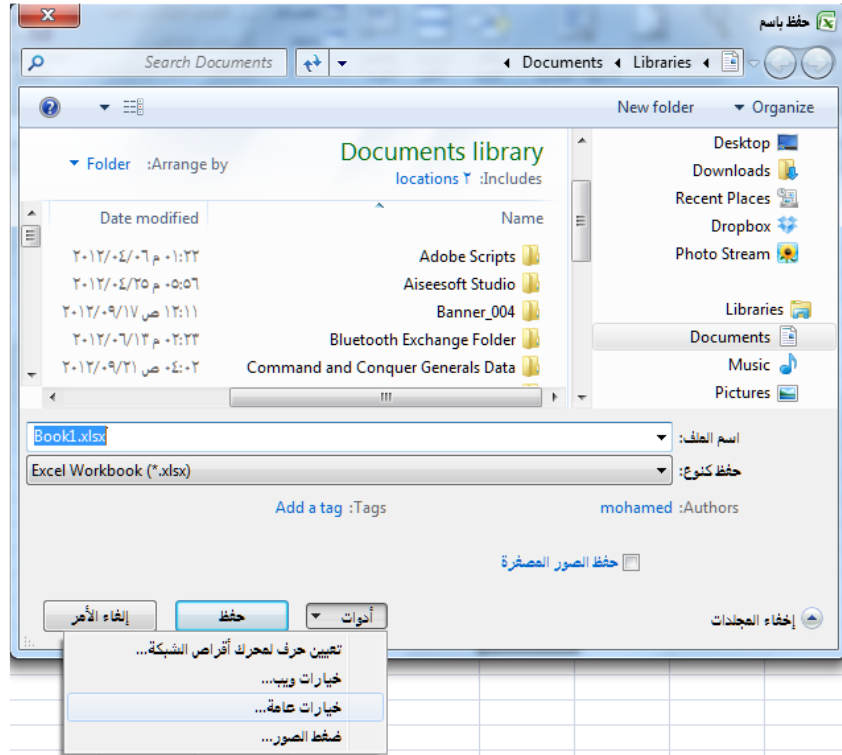 حفظ باسم
Libraries
Documents
Search Documents
Organize
New folder
Desktop
Downloads
Recent Places
Dropbox
Photo Stream
Libraries
Documents
Music
Pictures
Documents library
Includes: ٢ locations
Arrange by: Folder
Name Date modified
Adobe Scripts ٢٠١٢/٠٤/٠٦ ٠١:٢٢ م
Aiseesoft Studio ٢٠١٢/٠٤/٢٥ ٠٥:٥٦ م
Banner_004 ٢٠١٢/٠٩/١٧ ١٢:١١ ص
Bluetooth Exchange Folder ٢٠١٢/٠٦/١٣ ٠٢:٢٣ م
Command and Conquer Generals Data ٢٠١٢/٠٩/٢١ ٠٤:٠٢ ص
اسم الملف: Book1.xlsx
حفظ كنوع: Excel Workbook (*.xlsx)
Authors: mohamed Tags: Add a tag
حفظ الصور المصغرة
إخفاء المجلدات
أدوات حفظ إلغاء الأمر
تعيين حرف لمحرك أقراص الشبكة...
خيارات ويب...
خيارات عامة...
ضغط الصور...